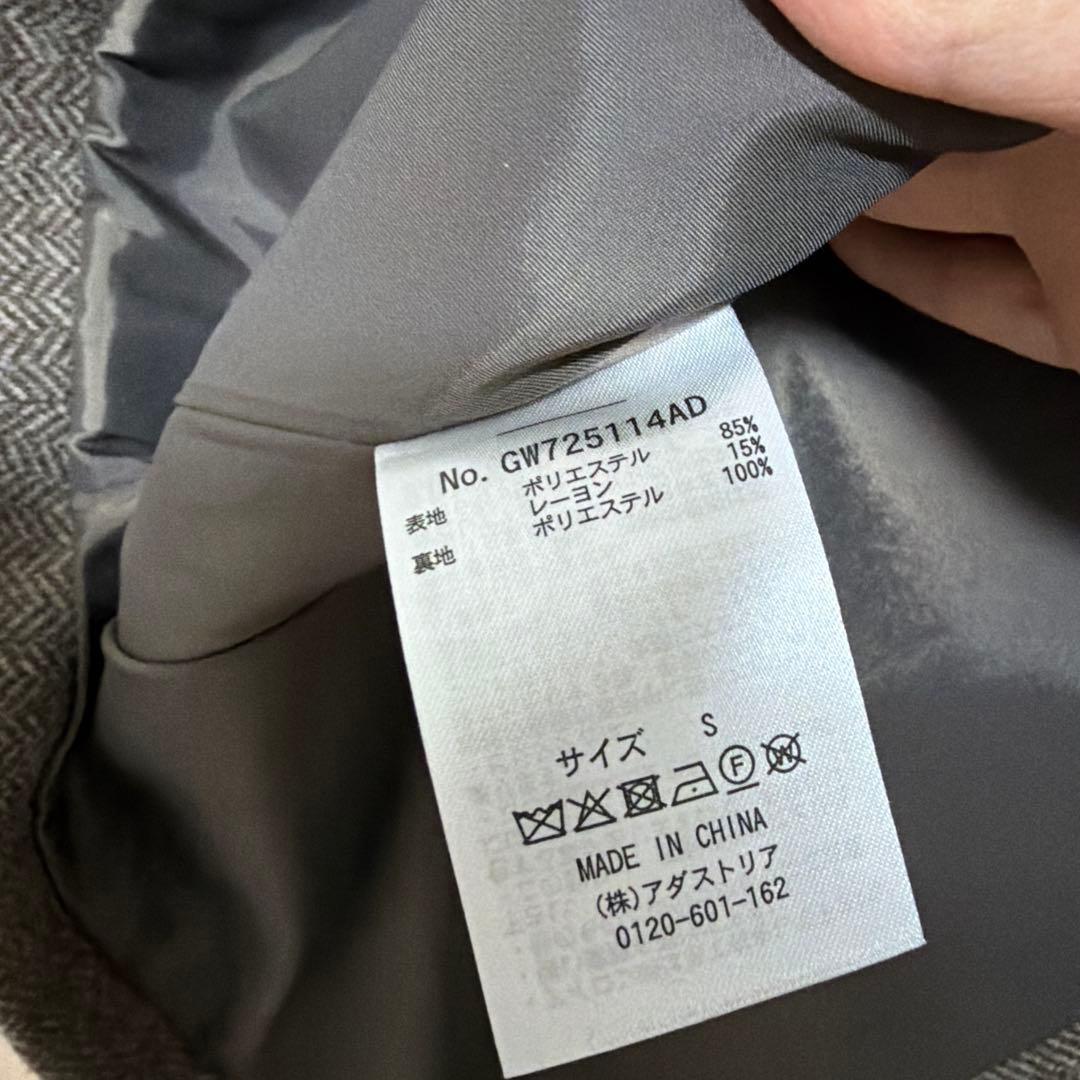 No. GW725114AD
表地 ポリエステル 85%
レーヨン 15%
裏地 ポリエステル 100%
サイズ S
F W
MADE IN CHINA
(株)アダストリア
0120-601-162